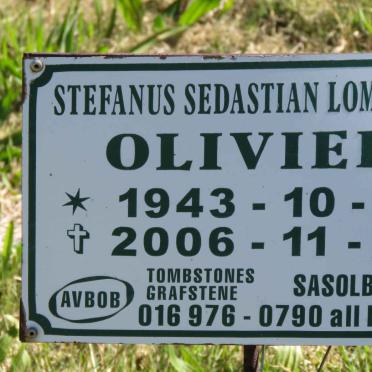 STEFANUS SEDASTIAN LOM
OLIVIE
1943 - 10 -
2006 - 11 -
AVBOB
TOMBSTONES
GRAFSTENE
SASOLB
016 976 - 0790 all